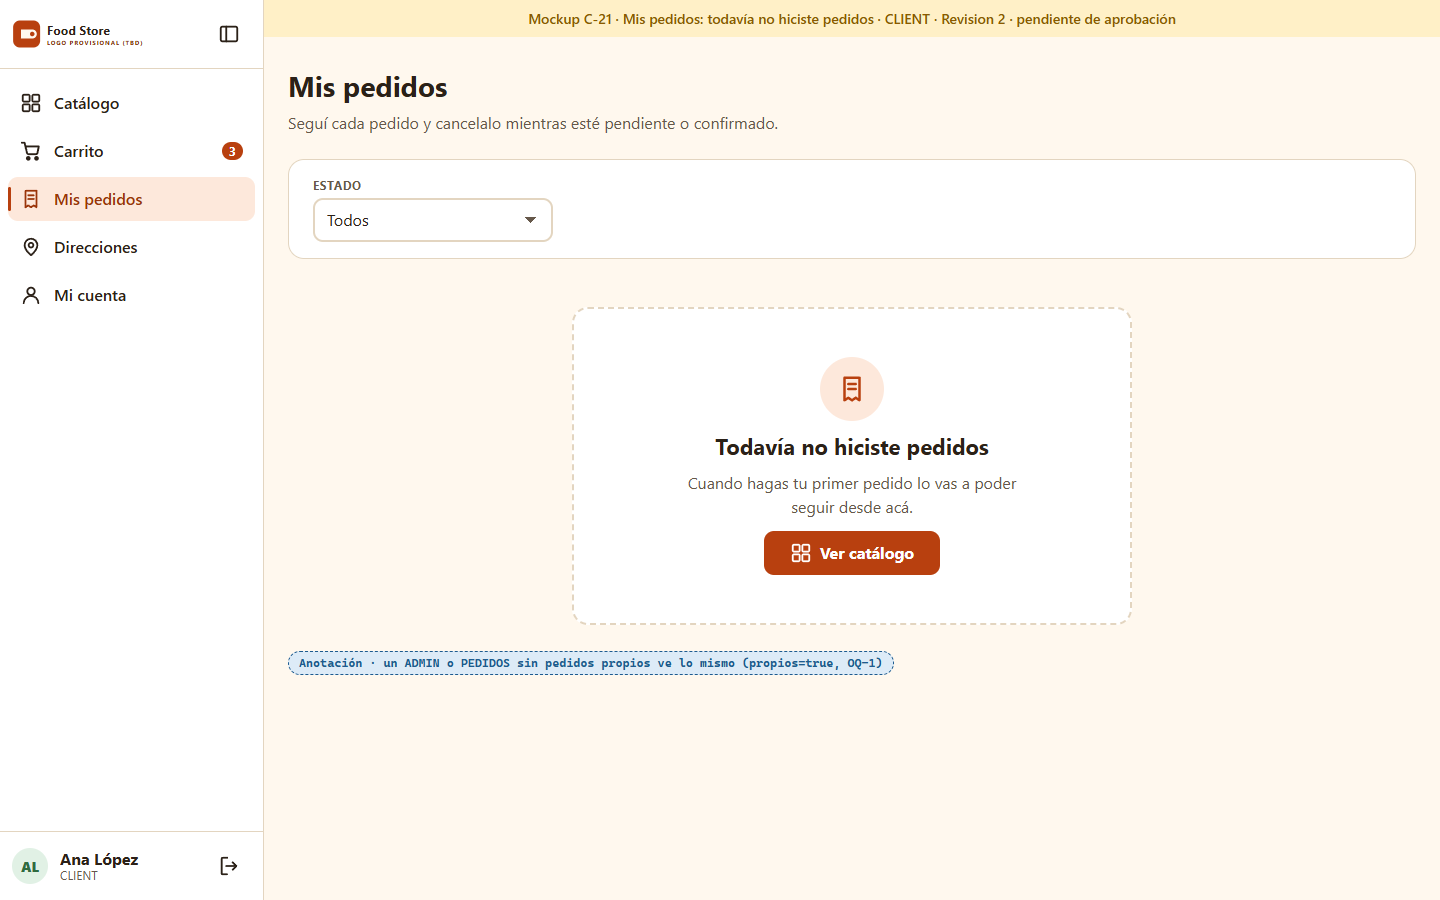 Food Store
LOGO PROVISIONAL (TBD)
Catálogo
Carrito
3
Mis pedidos
Direcciones
Mi cuenta
AL
Ana López
CLIENT
Mockup C-21 · Mis pedidos: todavía no hiciste pedidos · CLIENT · Revision 2 · pendiente de aprobación
Mis pedidos
Seguí cada pedido y cancelalo mientras esté pendiente o confirmado.
ESTADO
Todos
Todavía no hiciste pedidos
Cuando hagas tu primer pedido lo vas a poder
seguir desde acá.
Ver catálogo
Anotación · un ADMIN o PEDIDOS sin pedidos propios ve lo mismo (propios=true, OQ-1)